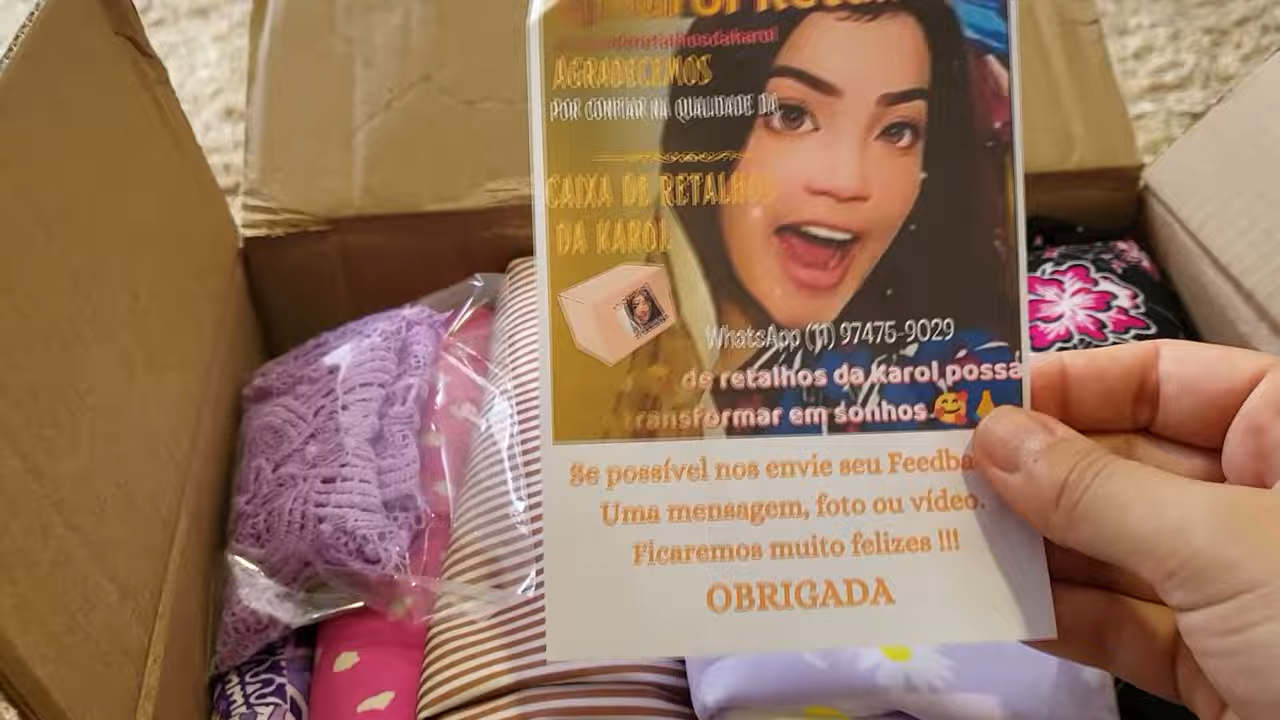 AGRADECEMOS
POR CONFIAR NA QUALIDADE DA
CAIXA DE RETALHOS
DA KAROL
WhatsApp (11) 97475-9029
de retalhos da karol possa
transformar em sonhos
Se possível nos envie seu Feedba
Uma mensagem, foto ou vídeo.
Ficaremos muito felizes !!!
OBRIGADA